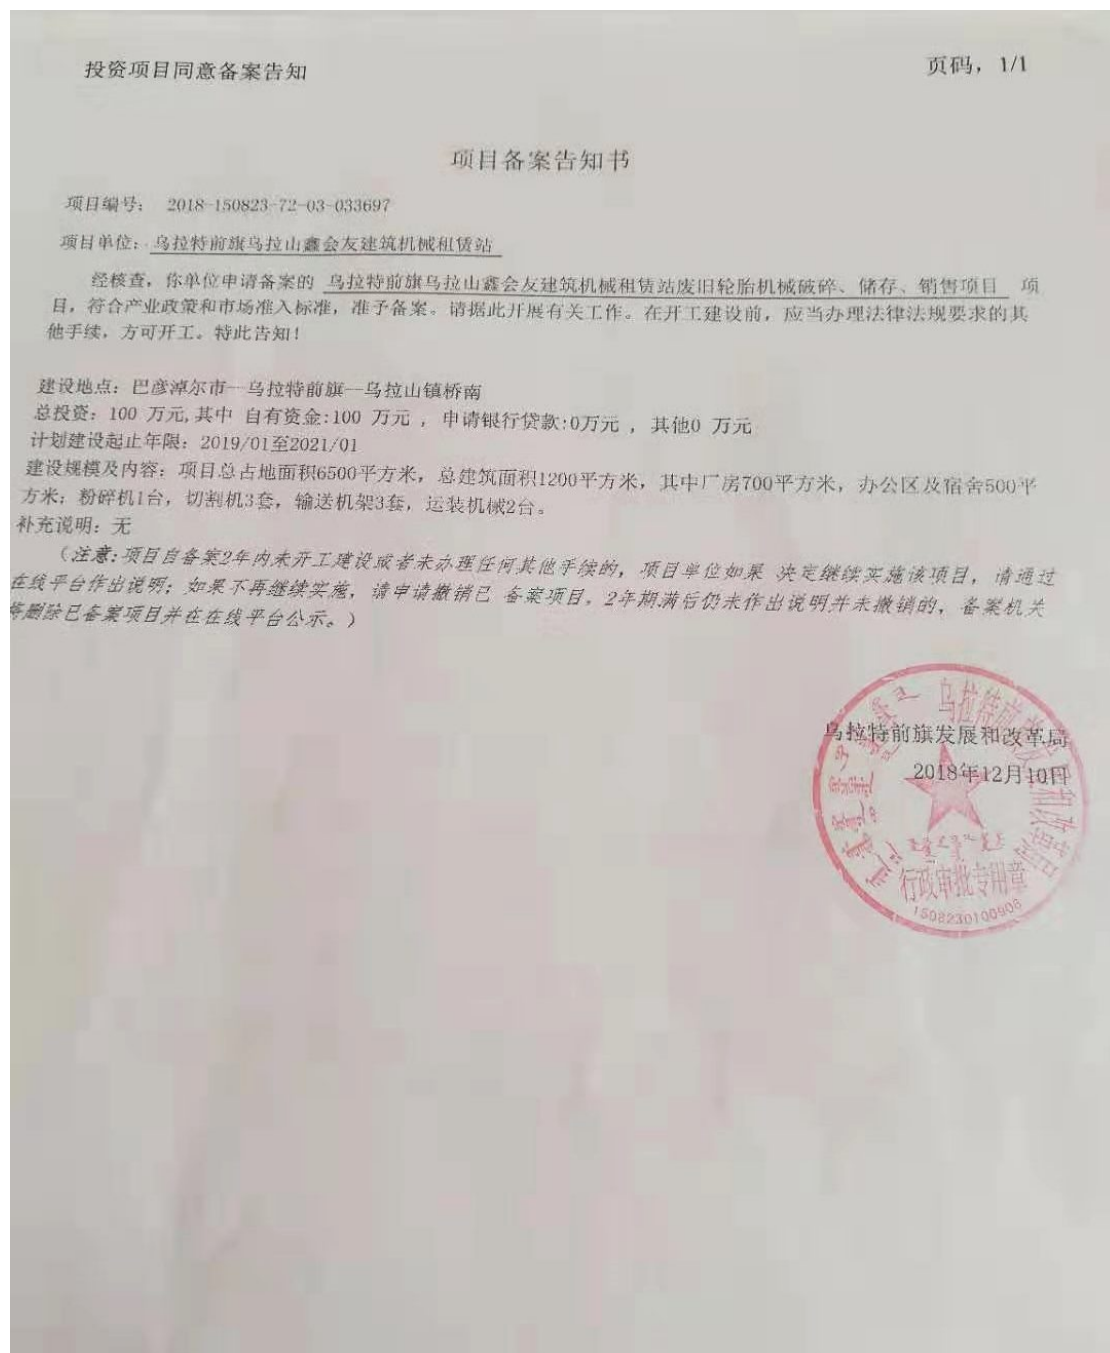 投资项目同意备案告知
页码，1/1
项目备案告知书
项目编号： 2018-150823-72-03-033697
项目单位：乌拉特前旗乌拉山鑫会友建筑机械租赁站
经核查，你单位申请备案的 乌拉特前旗乌拉山鑫会友建筑机械租赁站废旧轮胎机械破碎、储存、销售项目 项
目，符合产业政策和市场准入标准，准予备案。请据此开展有关工作。在开工建设前，应当办理法律法规要求的其
他手续，方可开工。特此告知！
建设地点：巴彦淖尔市—乌拉特前旗—乌拉山镇桥南
总投资：100 万元,其中 自有资金:100 万元 ，申请银行贷款:0万元 ，其他0 万元
计划建设起止年限：2019/01至2021/01
建设规模及内容：项目总占地面积6500平方米，总建筑面积1200平方米，其中厂房700平方米，办公区及宿舍500平
方米；粉碎机1台，切割机3套，输送机架3套，运装机械2台。
补充说明：无
（注意:项目自备案2年内未开工建设或者未办理任何其他手续的，项目单位如果 决定继续实施该项目，请通过
在线平台作出说明；如果不再继续实施，请申请撤销已 备案项目，2年期满后仍未作出说明并未撤销的，备案机关
将删除已备案项目并在在线平台公示。）
乌拉特前旗发展和改革局
2018年12月10日
乌拉特前旗发展和改革局
行政审批专用章
1508230100906